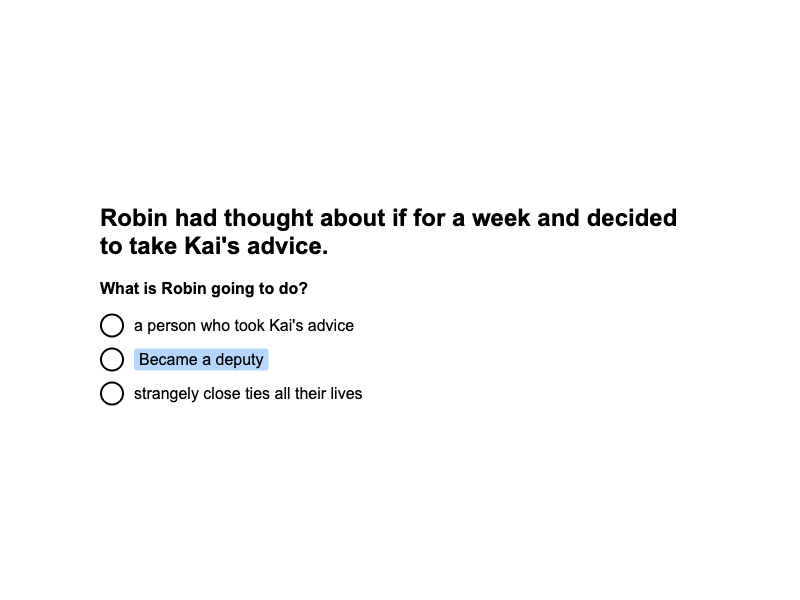 Robin had thought about if for a week and decided
to take Kai's advice.
What is Robin going to do?
a person who took Kai's advice
Became a deputy
strangely close ties all their lives